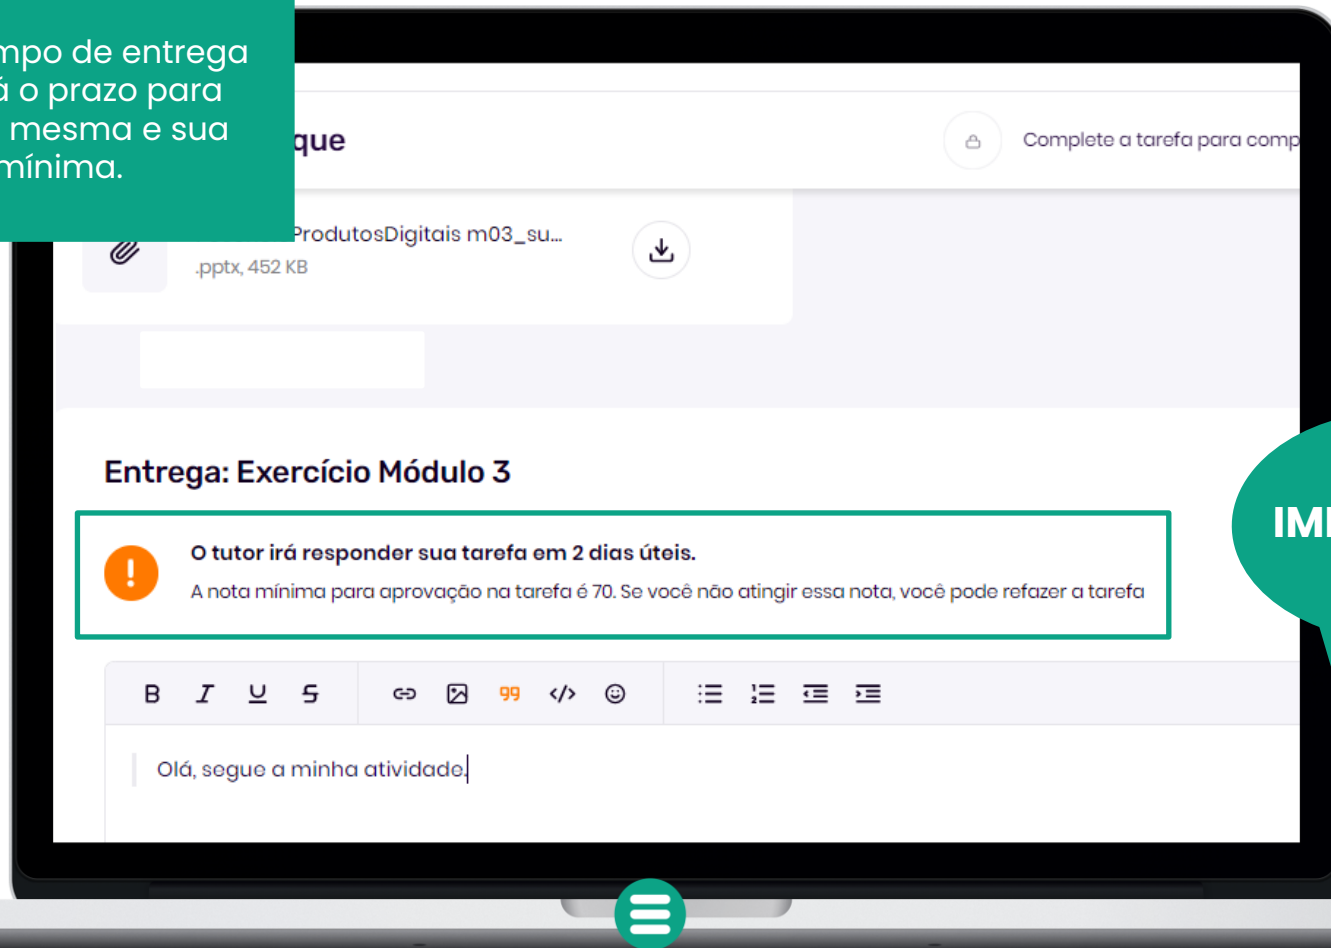 mpo de entrega
á o prazo para
mesma e sua
mínima.
que
Complete a tarefa para comp
ProdutosDigitais m03_su...
.pptx, 452 KB
Entrega: Exercício Módulo 3
O tutor irá responder sua tarefa em 2 dias úteis.
A nota mínima para aprovação na tarefa é 70. Se você não atingir essa nota, você pode refazer a tarefa
IM
B I U S 99 </>
Olá, segue a minha atividade.